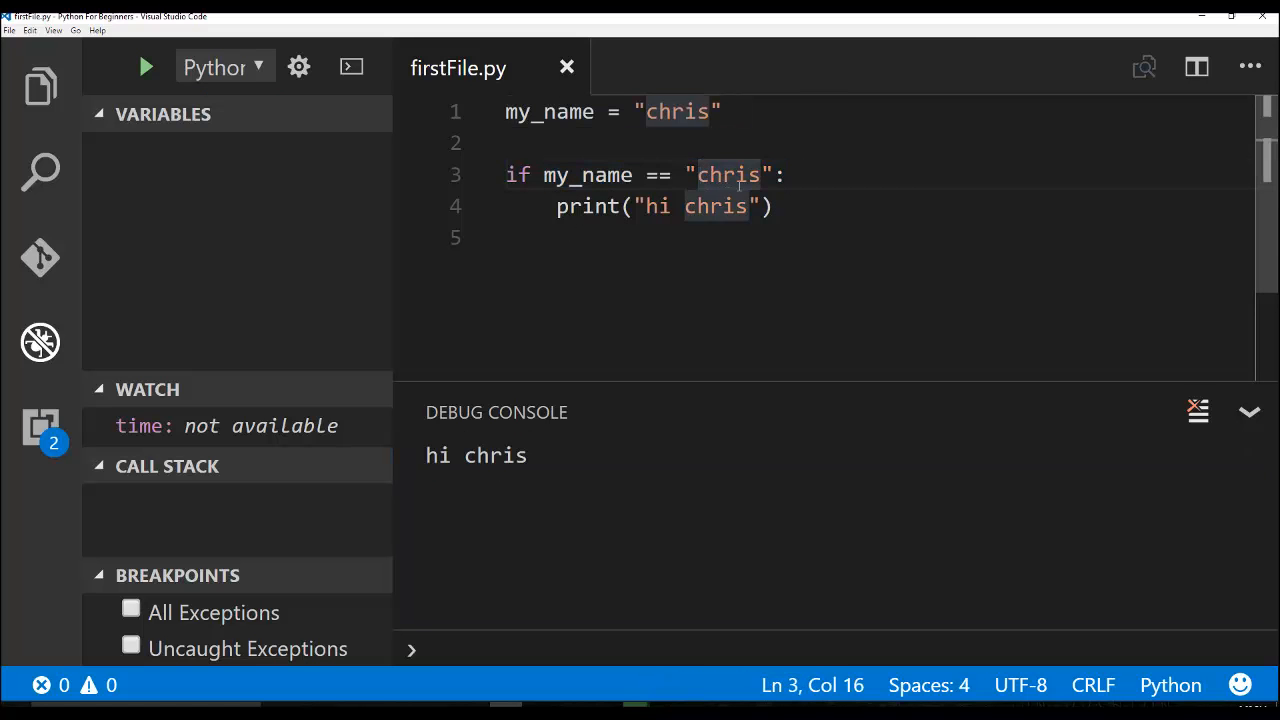 firstFile.py - Python For Beginners - Visual Studio Code
File Edit View Go Help
Python
firstFile.py
VARIABLES
1 my_name = "chris"
2
3 if my_name == "chris":
4 print("hi chris")
5
WATCH
time: not available
CALL STACK
BREAKPOINTS
All Exceptions
Uncaught Exceptions
DEBUG CONSOLE
hi chris
2
0 0 Ln 3, Col 16 Spaces: 4 UTF-8 CRLF Python